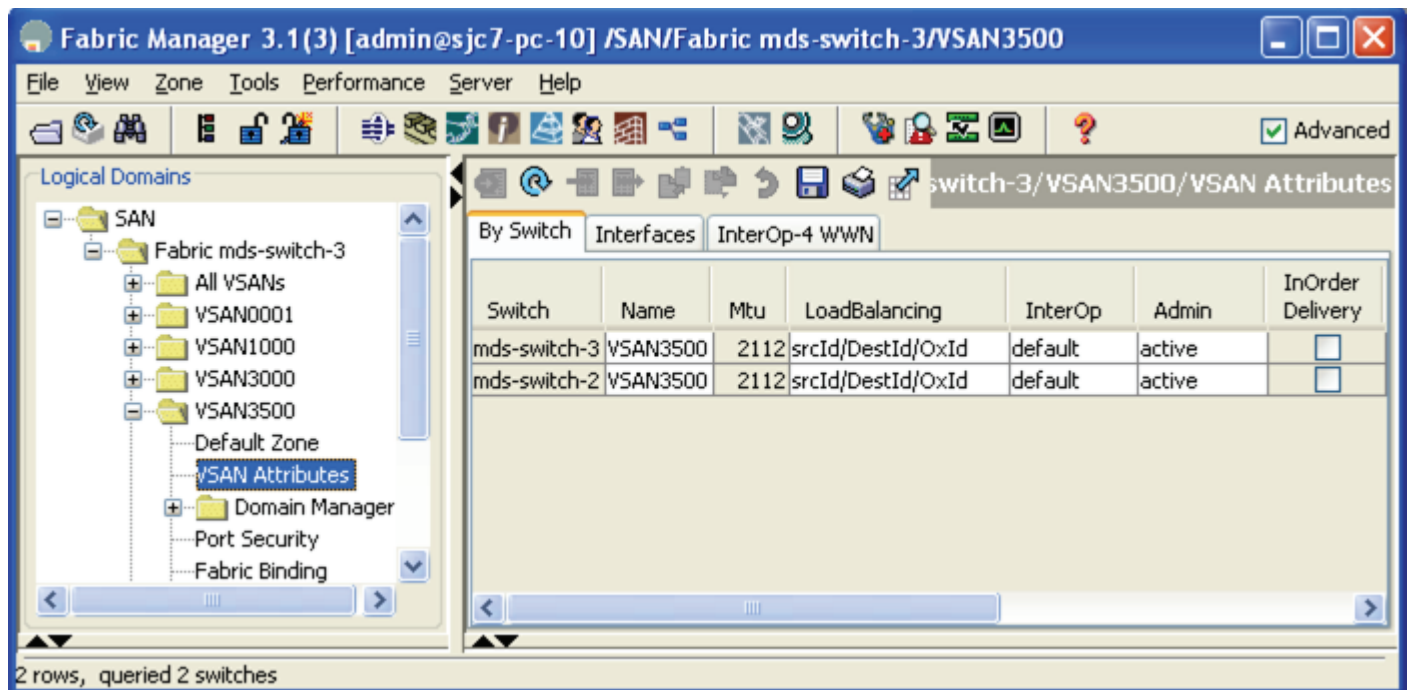 Fabric Manager 3.1(3) [admin@sjc7-pc-10] /SAN/Fabric mds-switch-3/VSAN3500
File View Zone Tools Performance Server Help
Advanced
Logical Domains
SAN
Fabric mds-switch-3
All VSANs
VSAN0001
VSAN1000
VSAN3000
VSAN3500
Default Zone
VSAN Attributes
Domain Manager
Port Security
Fabric Binding
switch-3/VSAN3500/VSAN Attributes
By Switch Interfaces InterOp-4 WWN
Switch Name Mtu LoadBalancing InterOp Admin InOrder Delivery
mds-switch-3 VSAN3500 2112 srcId/DestId/OxId default active
mds-switch-2 VSAN3500 2112 srcId/DestId/OxId default active
2 rows, queried 2 switches